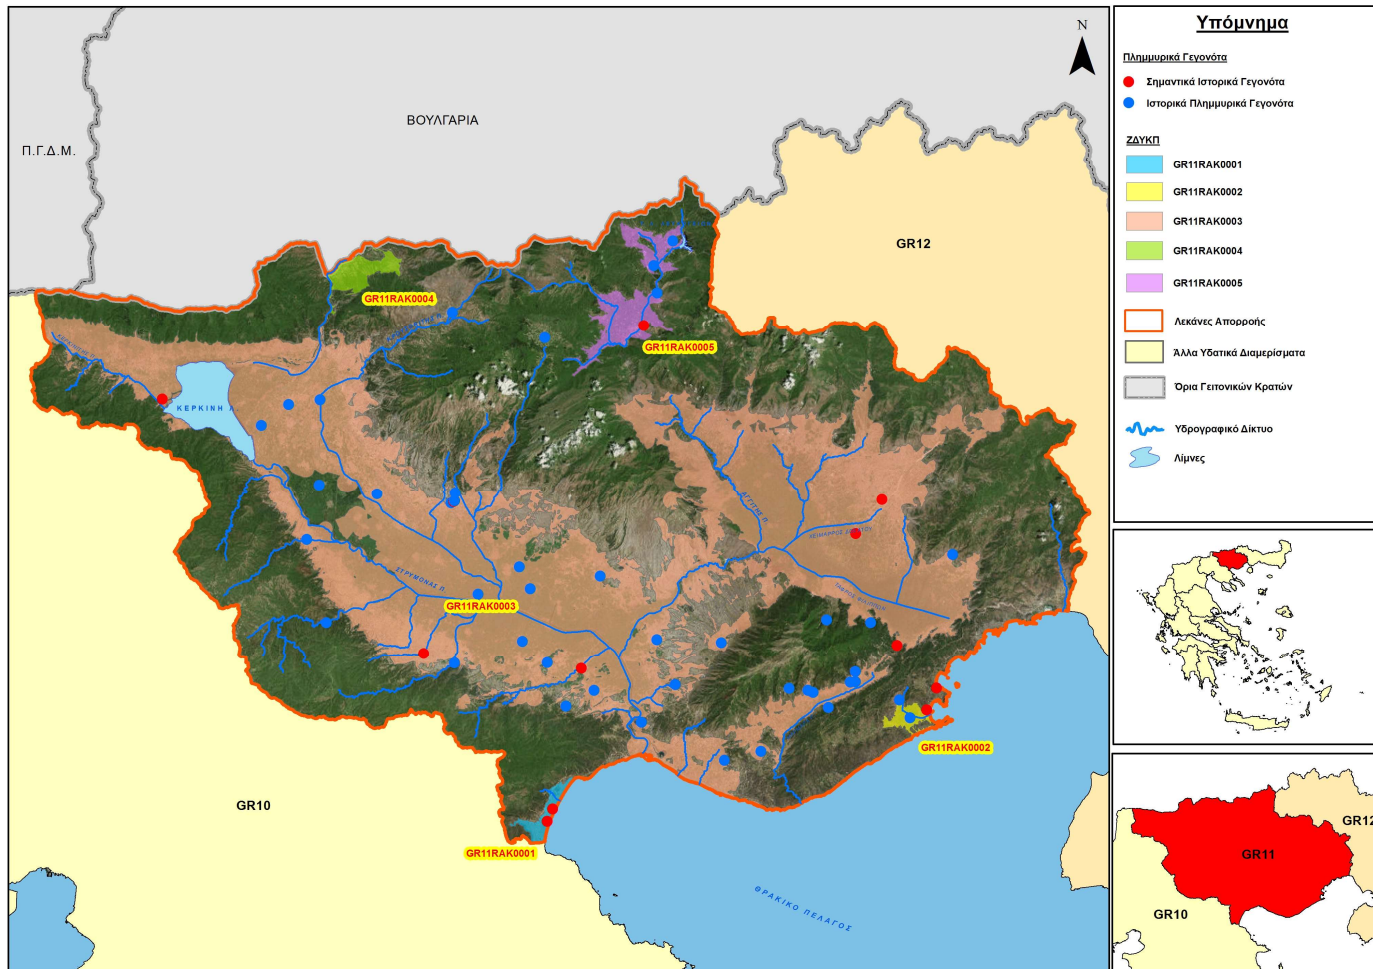 N
ΒΟΥΛΓΑΡΙΑ
Π.Γ.Δ.Μ.
GR12
GR11RAK0004
GR11RAK0005
ΚΕΡΚΙΝΗ Λ
ΑΓΓΙΤΗΣ Π.
ΣΤΡΥΜΟΝΑΣ Π.
GR11RAK0003
GR11RAK0002
GR10
GR11RAK0001
ΘΡΑΚΙΚΟ ΠΕΛΑΓΟΣ
Υπόμνημα
Πλημμυρικά Γεγονότα
Σημαντικά Ιστορικά Γεγονότα
Ιστορικά Πλημμυρικά Γεγονότα
ΖΔΥΚΠ
GR11RAK0001
GR11RAK0002
GR11RAK0003
GR11RAK0004
GR11RAK0005
Λεκάνες Απορροής
Άλλα Υδατικά Διαμερίσματα
Όρια Γειτονικών Κρατών
Υδρογραφικό Δίκτυο
Λίμνες
GR12
GR11
GR10